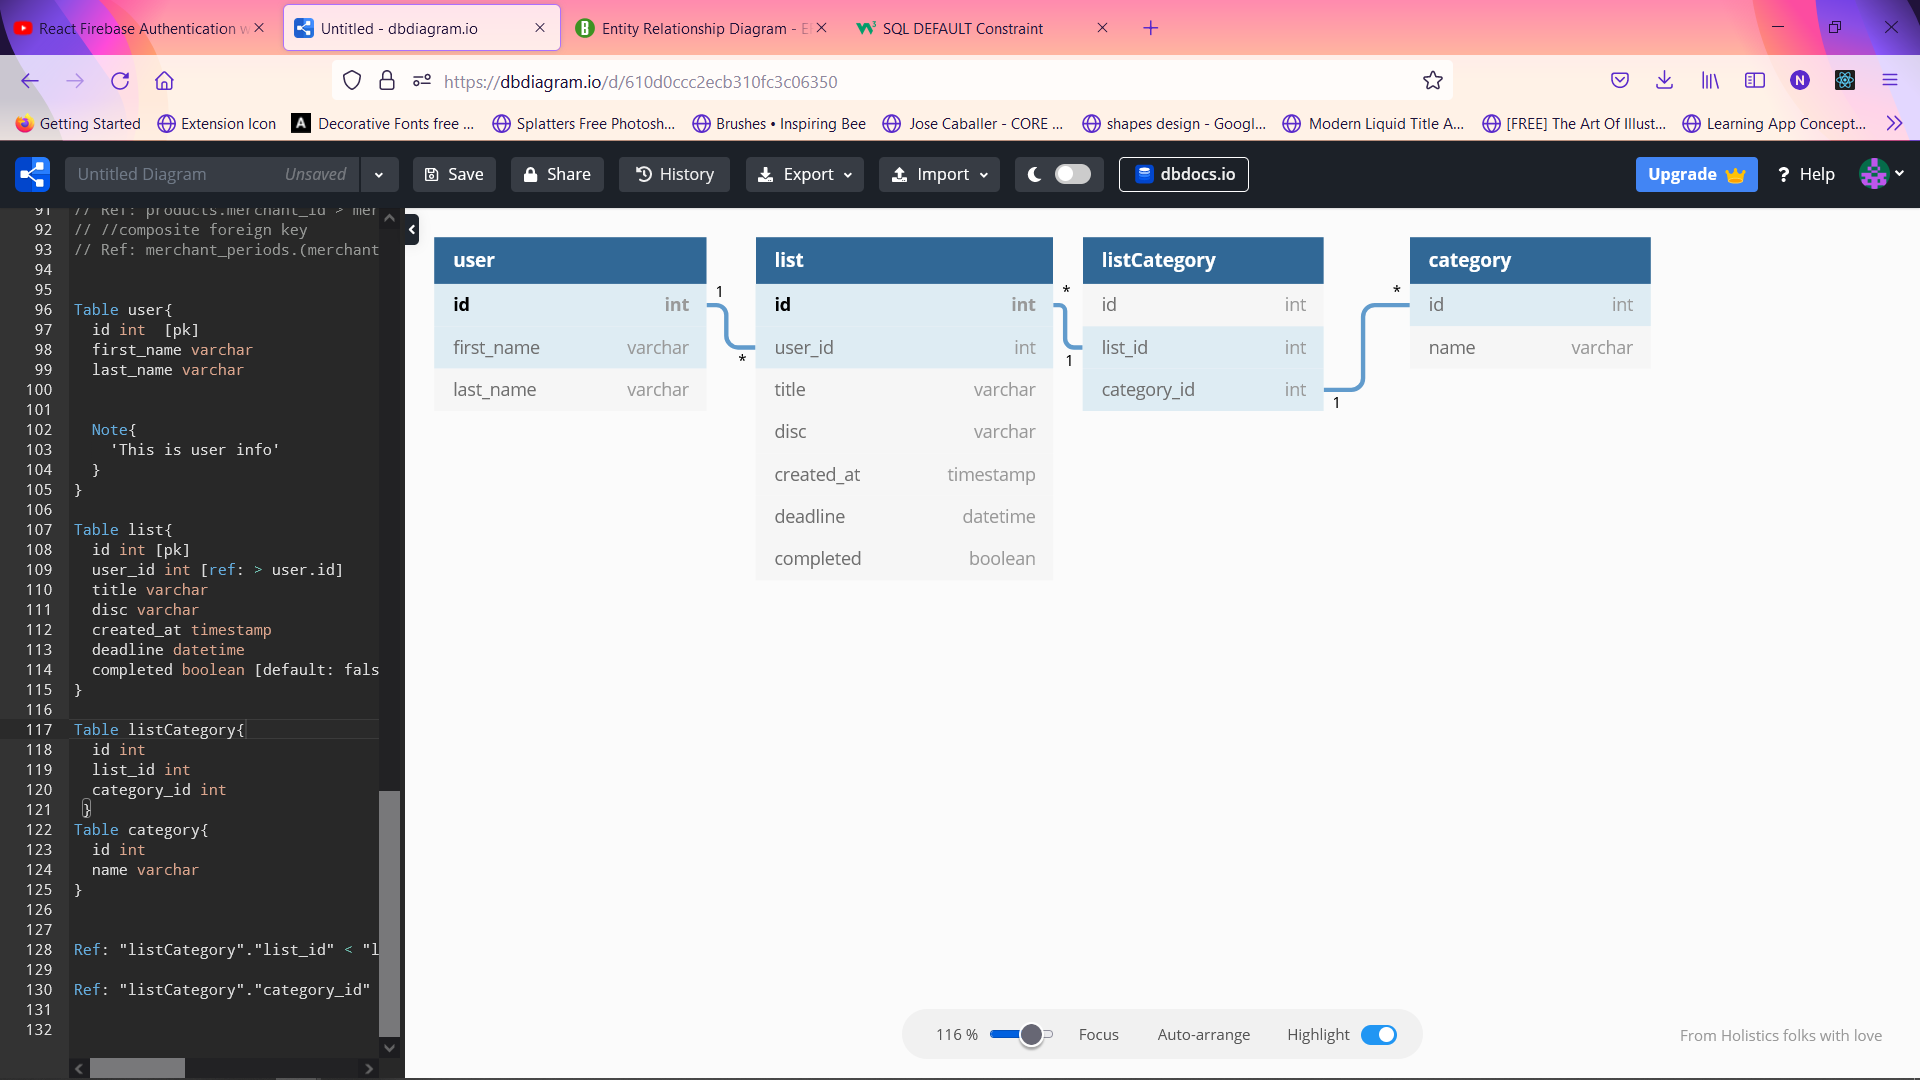 React Firebase Authentication w
Untitled - dbdiagram.io
Entity Relationship Diagram - E
SQL DEFAULT Constraint
https://dbdiagram.io/d/610d0ccc2ecb310fc3c06350
N
Getting Started
Extension Icon
A
Decorative Fonts free ...
Splatters Free Photosh...
Brushes • Inspiring Bee
Jose Caballer - CORE ...
shapes design - Googl...
Modern Liquid Title A...
[FREE] The Art Of Illust...
Learning App Concept...
Untitled Diagram
Unsaved
Save
Share
History
Export
Import
dbdocs.io
Upgrade
? Help
91 // Ref: products.merchant_id > mer
92 // //composite foreign key
93 // Ref: merchant_periods.(merchant
94
95
96 Table user{
97 id int [pk]
98 first_name varchar
99 last_name varchar
100
101
102 Note{
103 'This is user info'
104 }
105 }
106
107 Table list{
108 id int [pk]
109 user_id int [ref: > user.id]
110 title varchar
111 disc varchar
112 created_at timestamp
113 deadline datetime
114 completed boolean [default: fals
115 }
116
117 Table listCategory{
118 id int
119 list_id int
120 category_id int
121 }
122 Table category{
123 id int
124 name varchar
125 }
126
127
128 Ref: "listCategory"."list_id" < "l
129
130 Ref: "listCategory"."category_id"
131
132
user
id int
first_name varchar
last_name varchar
1
*
list
id int
user_id int
title varchar
disc varchar
created_at timestamp
deadline datetime
completed boolean
*
1
listCategory
id int
list_id int
category_id int
*
1
category
id int
name varchar
116 %
Focus
Auto-arrange
Highlight
From Holistics folks with love